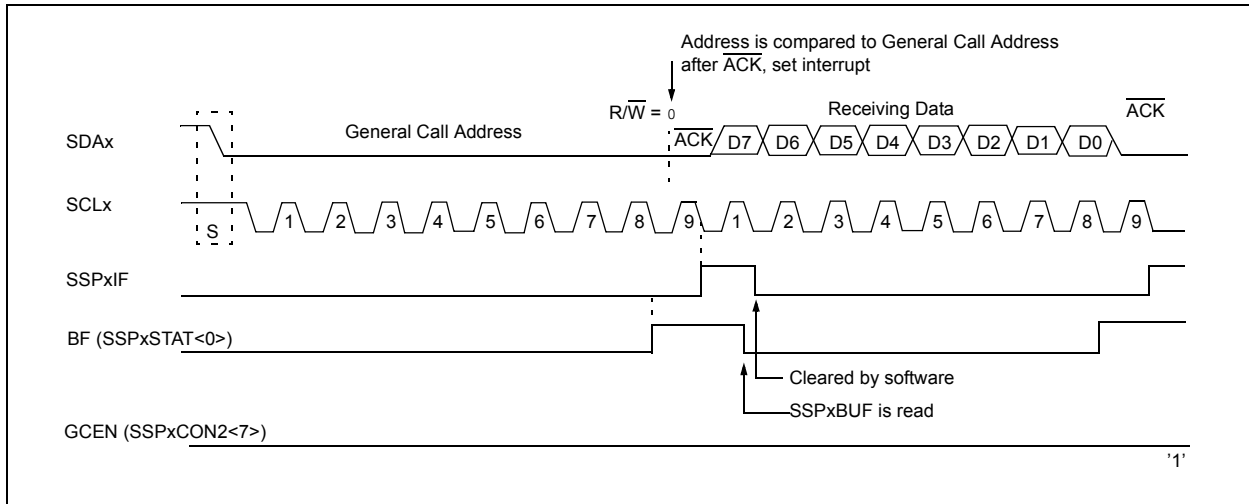 Address is compared to General Call Address
after ACK, set interrupt
R/W = 0
Receiving Data
ACK
SDAx
General Call Address
ACK
D7 D6 D5 D4 D3 D2 D1 D0
SCLx
S
1 2 3 4 5 6 7 8 9 1 2 3 4 5 6 7 8 9
SSPxIF
BF (SSPxSTAT<0>)
Cleared by software
SSPxBUF is read
GCEN (SSPxCON2<7>)
'1'